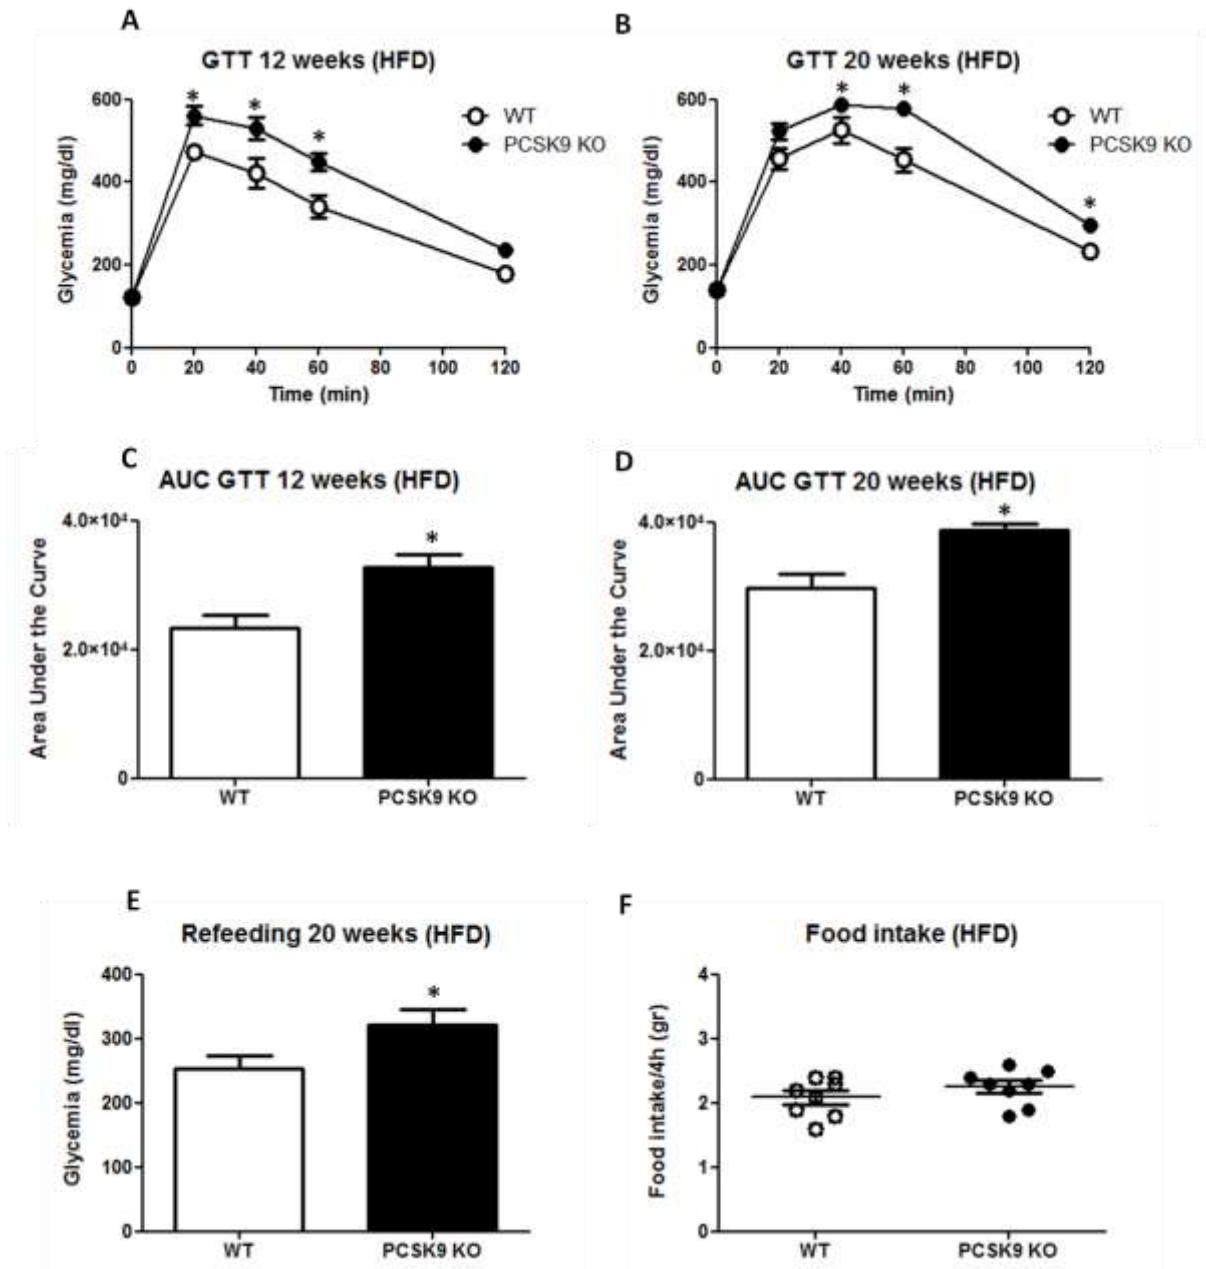 A
GTT 12 weeks (HFD)
*
*
*
600
400
200
0
Glycemia (mg/dl)
WT
PCSK9 KO
0 20 40 60 80 100 120
Time (min)
B
GTT 20 weeks (HFD)
*
*
*
600
400
200
0
Glycemia (mg/dl)
WT
PCSK9 KO
0 20 40 60 80 100 120
Time (min)
C
AUC GTT 12 weeks (HFD)
*
4.0×10⁴
2.0×10⁴
0
Area Under the Curve
WT PCSK9 KO
D
AUC GTT 20 weeks (HFD)
*
4.0×10⁴
2.0×10⁴
0
Area Under the Curve
WT PCSK9 KO
E
Refeeding 20 weeks (HFD)
*
400
300
200
100
0
Glycemia (mg/dl)
WT PCSK9 KO
F
Food intake (HFD)
4
3
2
1
0
Food intake/4h (gr)
WT PCSK9 KO